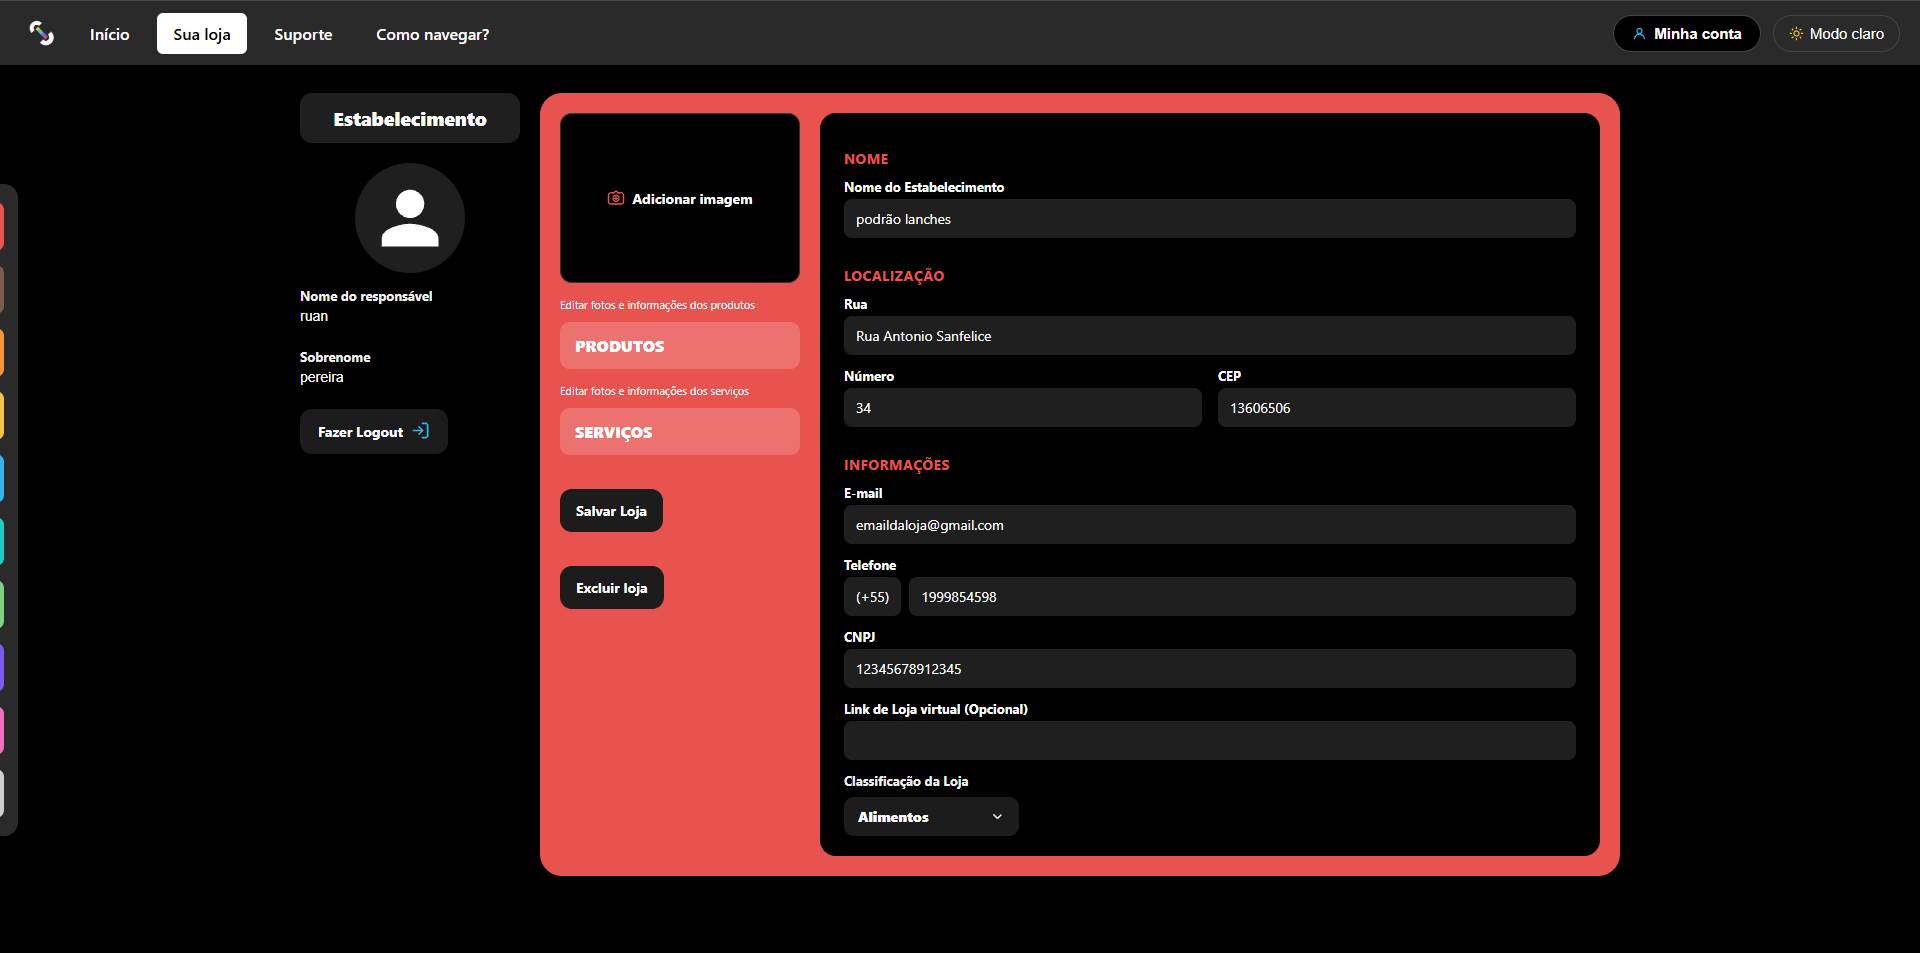 Início
Sua loja
Suporte
Como navegar?
Minha conta
Modo claro
Estabelecimento
Nome do responsável
ruan
Sobrenome
pereira
Fazer Logout
Adicionar imagem
Editar fotos e informações dos produtos
PRODUTOS
Editar fotos e informações dos serviços
SERVIÇOS
Salvar Loja
Excluir loja
NOME
Nome do Estabelecimento
podrão lanches
LOCALIZAÇÃO
Rua
Rua Antonio Sanfelice
Número
CEP
34
13606506
INFORMAÇÕES
E-mail
emaildaloja@gmail.com
Telefone
(+55)
1999854598
CNPJ
12345678912345
Link de Loja virtual (Opcional)
Classificação da Loja
Alimentos